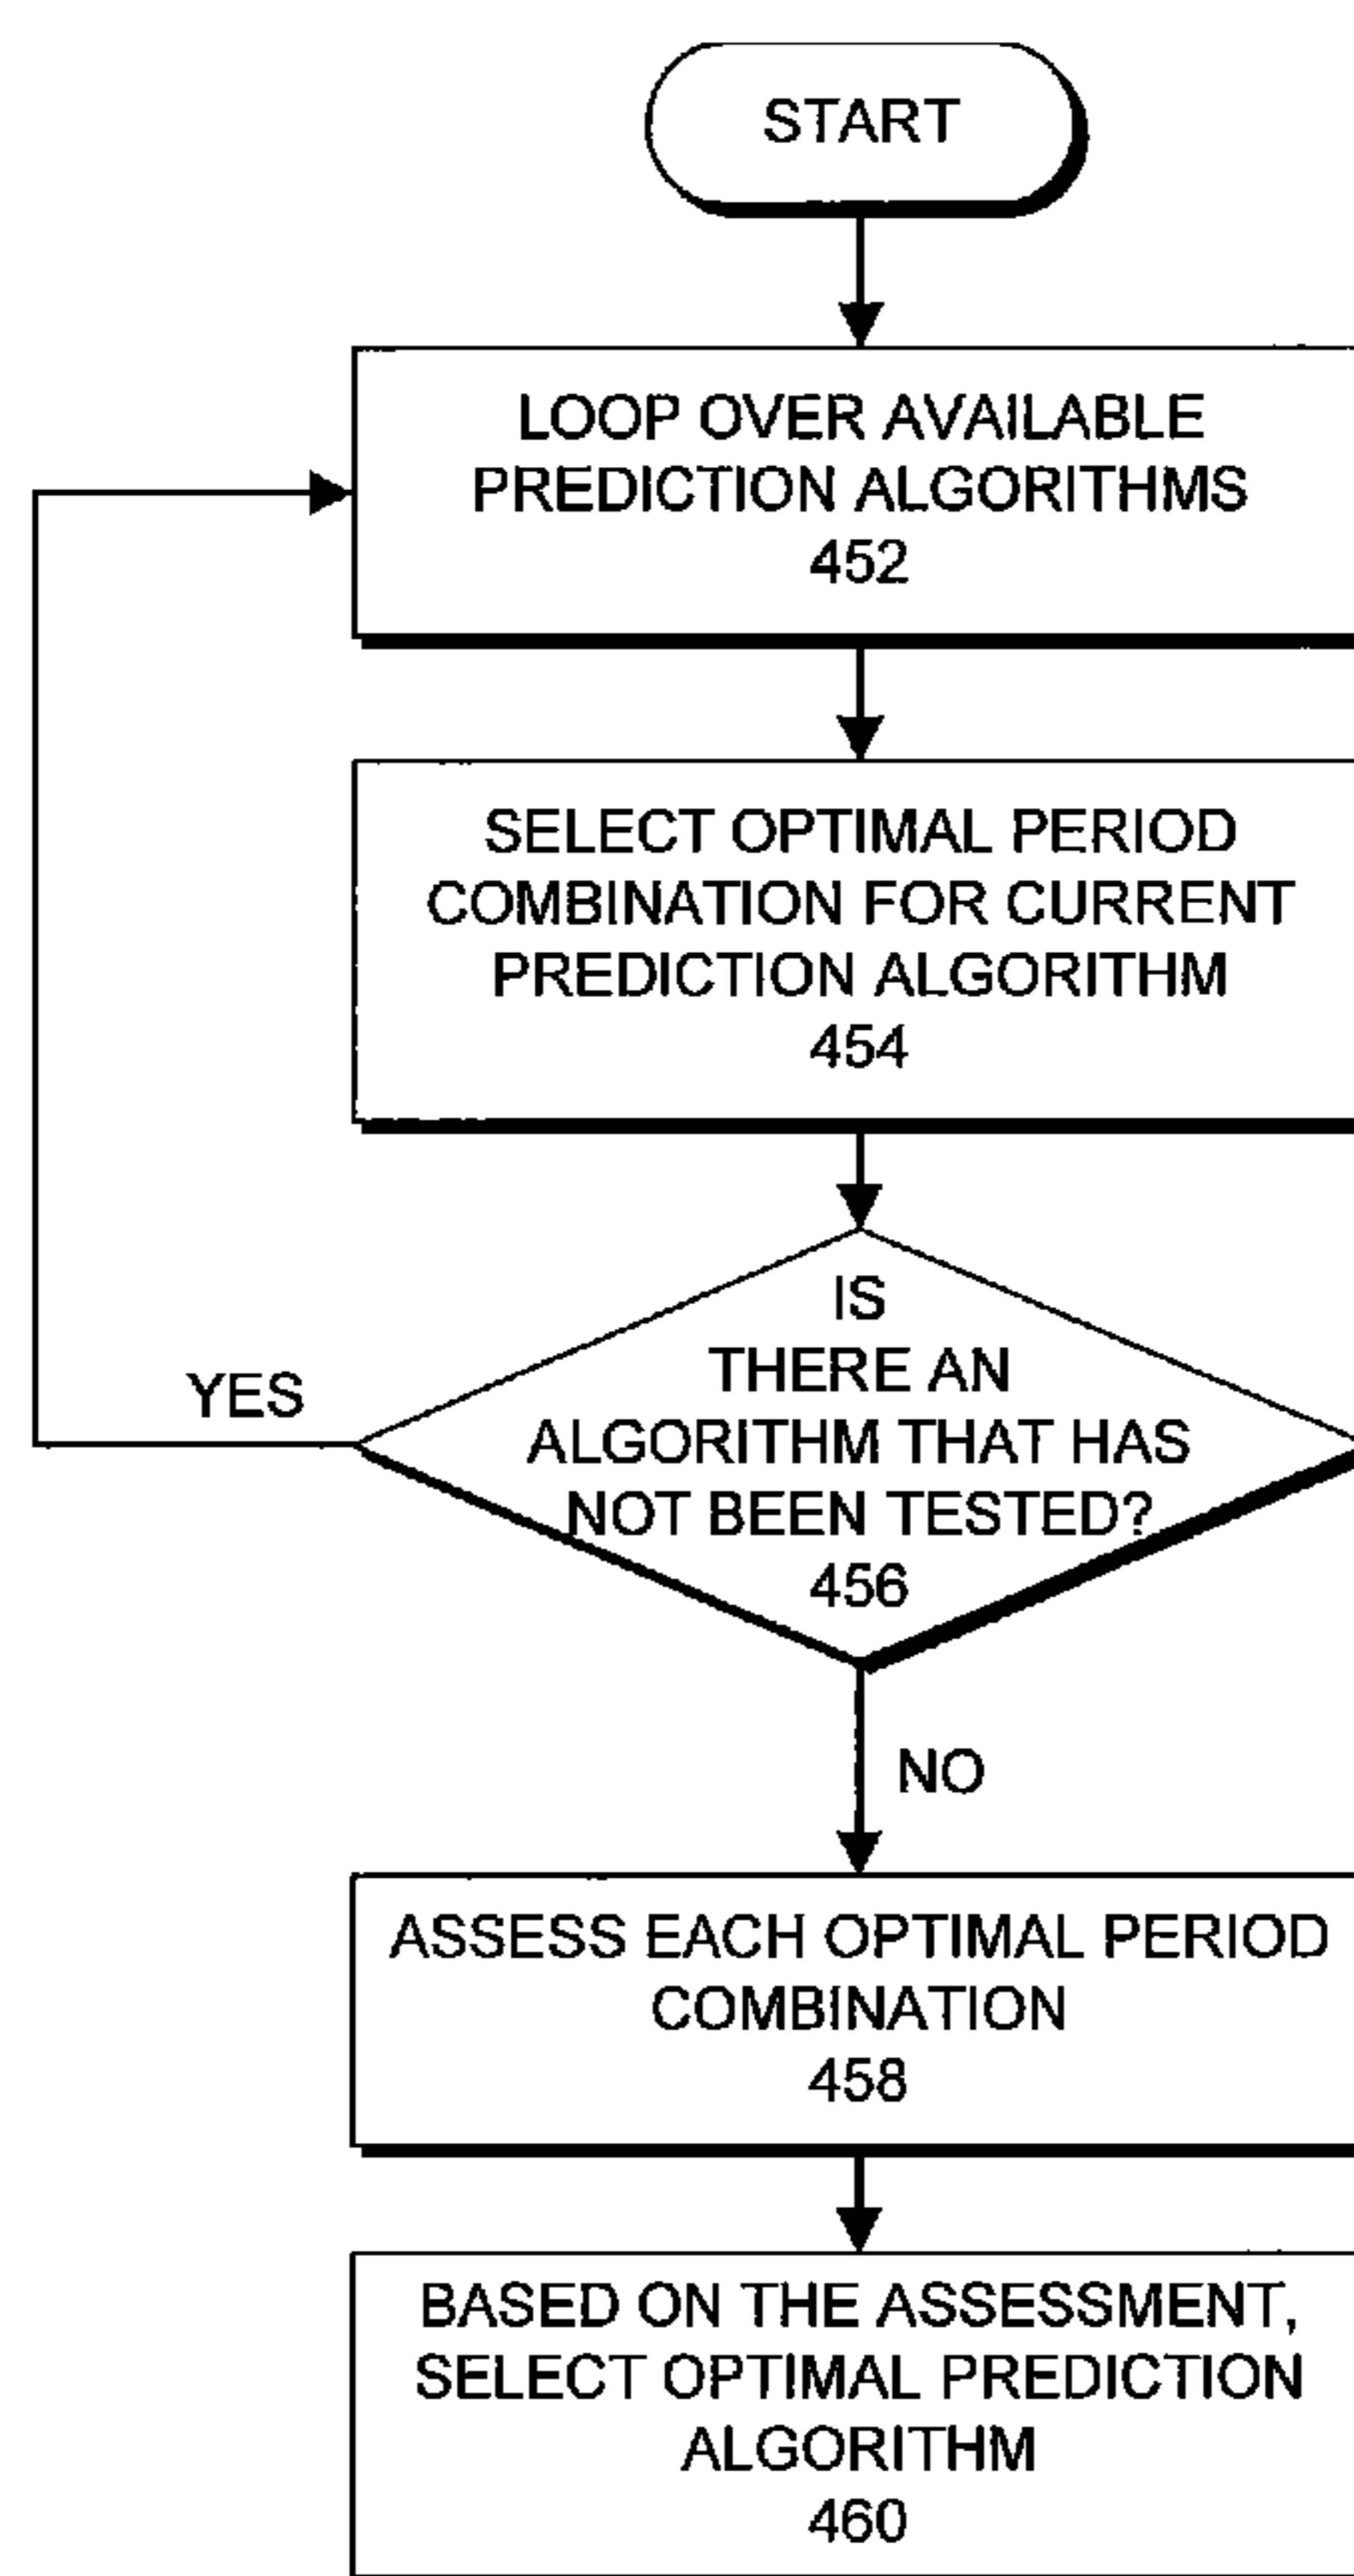 START
LOOP OVER AVAILABLE
PREDICTION ALGORITHMS
452
SELECT OPTIMAL PERIOD
COMBINATION FOR CURRENT
PREDICTION ALGORITHM
454
IS
THERE AN
ALGORITHM THAT HAS
NOT BEEN TESTED?
456
YES
NO
ASSESS EACH OPTIMAL PERIOD
COMBINATION
458
BASED ON THE ASSESSMENT,
SELECT OPTIMAL PREDICTION
ALGORITHM
460